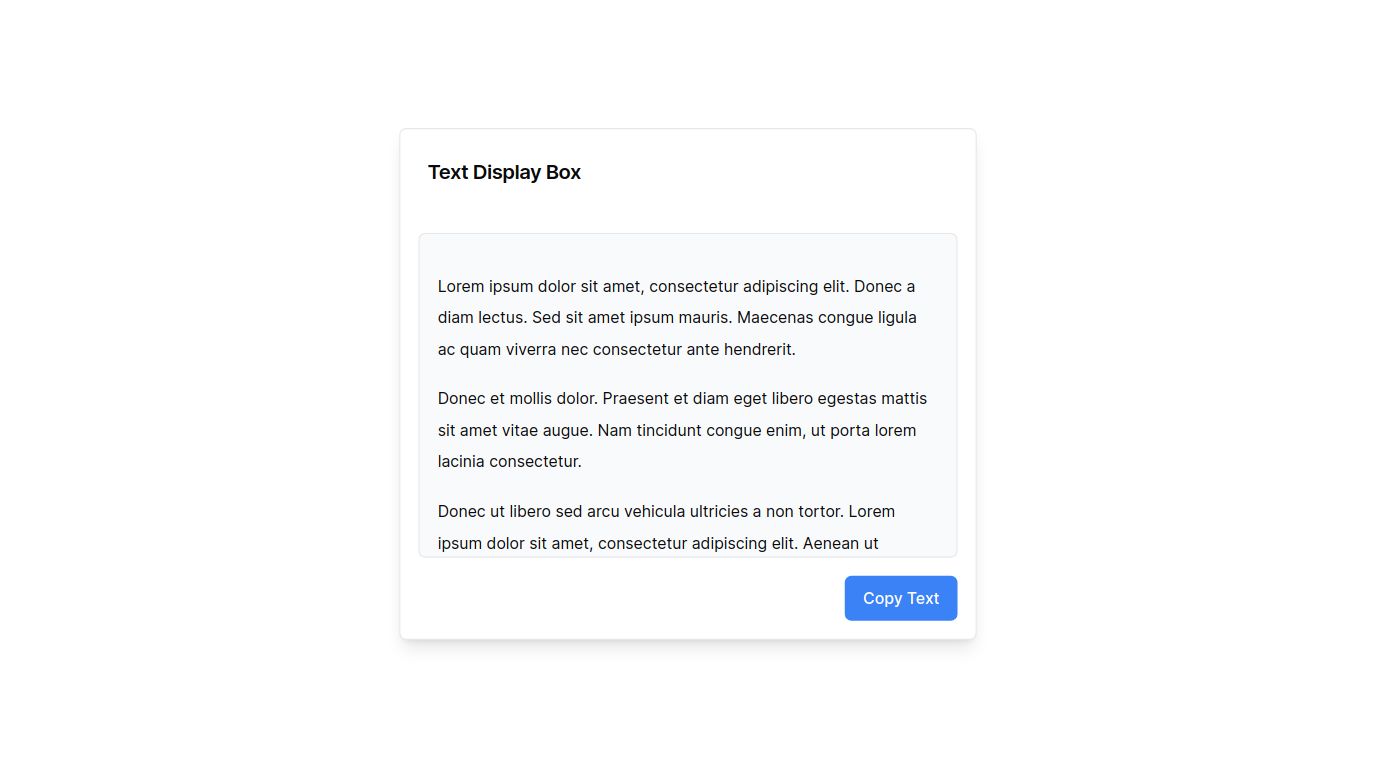 Text Display Box
Lorem ipsum dolor sit amet, consectetur adipiscing elit. Donec a
diam lectus. Sed sit amet ipsum mauris. Maecenas congue ligula
ac quam viverra nec consectetur ante hendrerit.
Donec et mollis dolor. Praesent et diam eget libero egestas mattis
sit amet vitae augue. Nam tincidunt congue enim, ut porta lorem
lacinia consectetur.
Donec ut libero sed arcu vehicula ultricies a non tortor. Lorem
ipsum dolor sit amet, consectetur adipiscing elit. Aenean ut
Copy Text